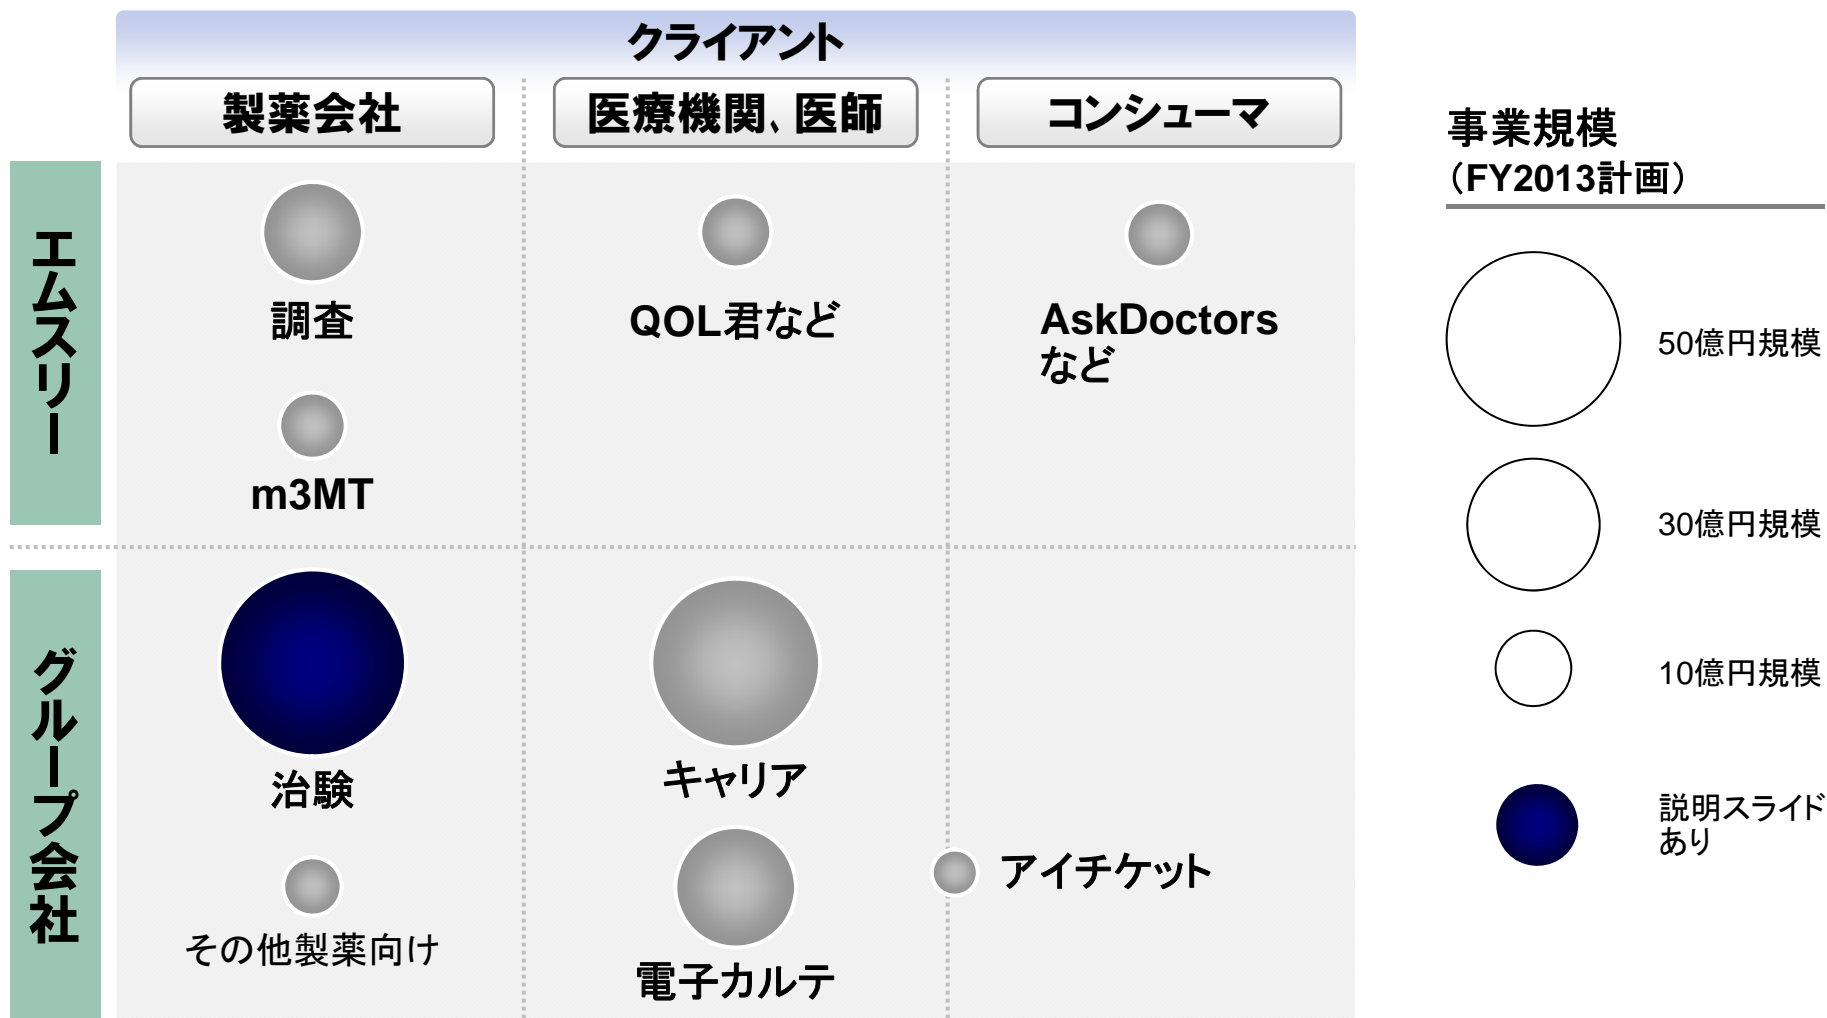 クライアント
製薬会社
医療機関、医師
コンシューマ
エムスリー
調査
QOL君など
AskDoctors
など
m3MT
グループ会社
治験
キャリア
その他製薬向け
電子カルテ
アイチケット
事業規模
（FY2013計画）
50億円規模
30億円規模
10億円規模
説明スライド
あり